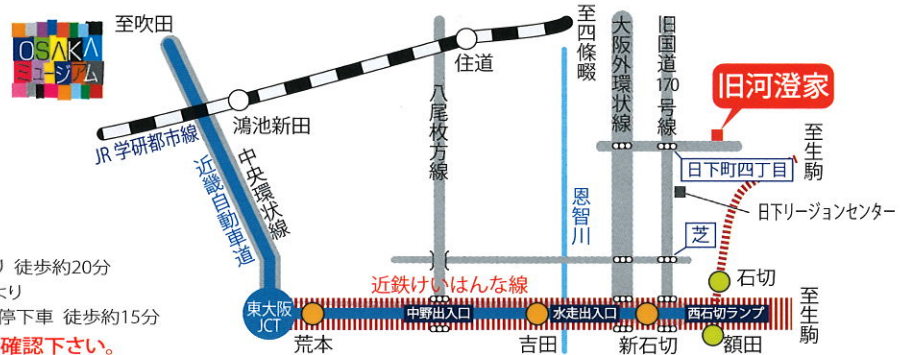 OSAKA
ミュージアム
至吹田
住道
至四條畷
大阪外環状線
旧国道170号線
旧河澄家
鴻池新田
JR学研都市線
八尾枚方線
至生駒
日下町四丁目
近畿自動車道
中央環状線
恩智川
日下リージョンセンター
芝
り 徒歩約20分
より
停下車 徒歩約15分
確認下さい。
近鉄けいはんな線
石切
東大阪
JCT
中野出入口
水走出入口
西石切ランプ
至生駒
荒本
吉田
新石切
額田